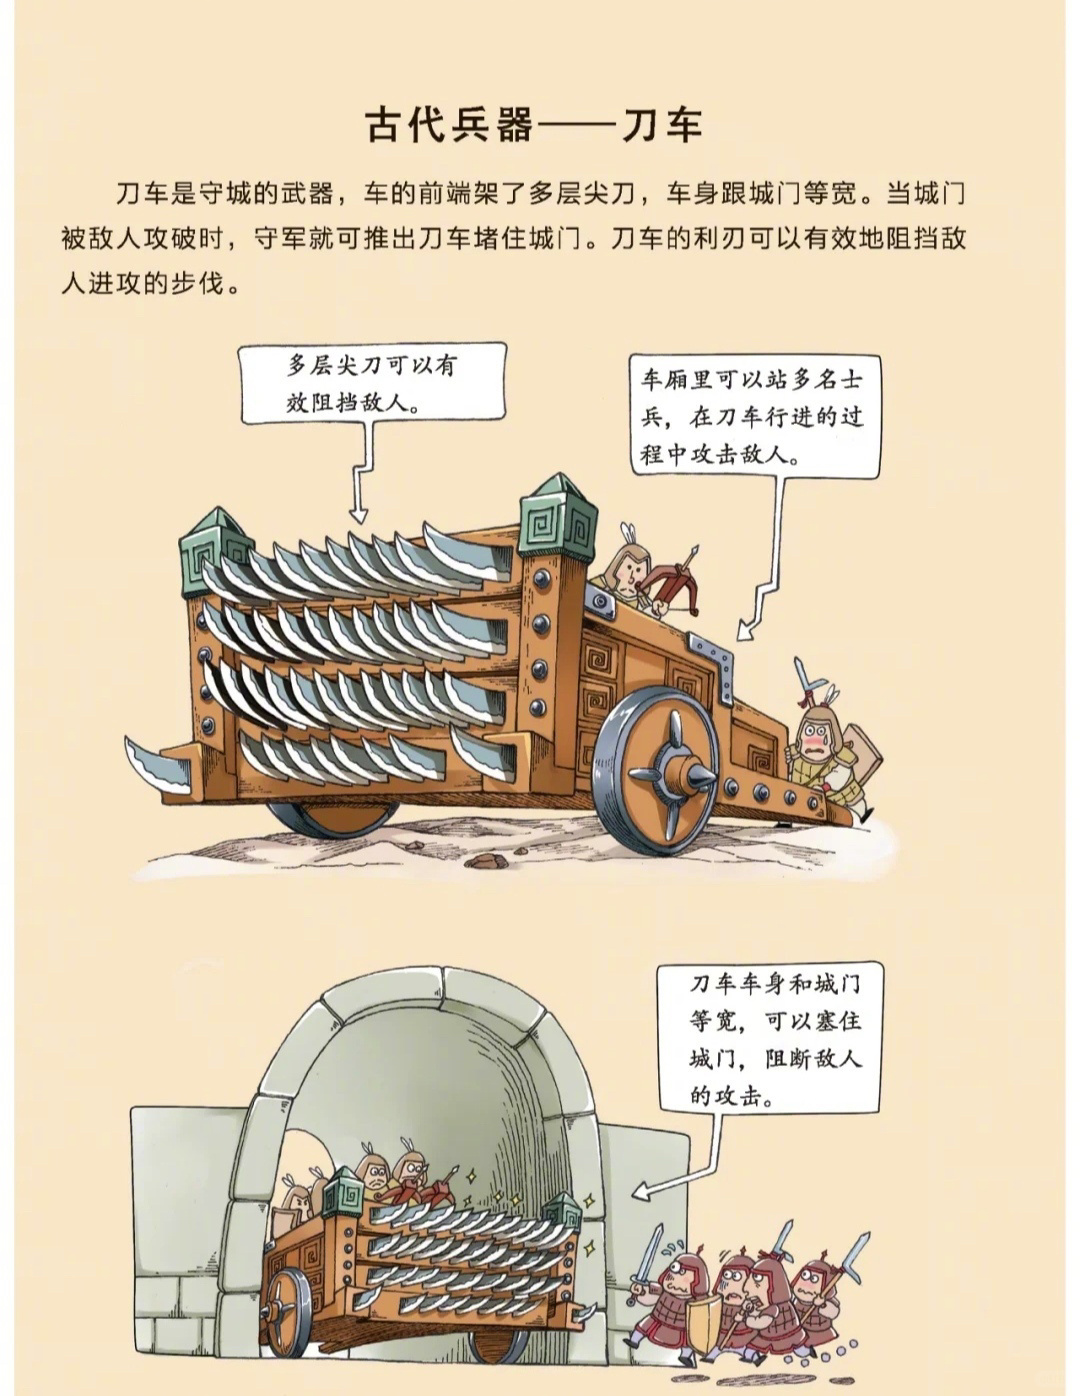 古代兵器——刀车
刀车是守城的武器，车的前端架了多层尖刀，车身跟城门等宽。当城门
被敌人攻破时，守军就可推出刀车堵住城门。刀车的利刃可以有效地阻挡敌
人进攻的步伐。
多层尖刀可以有
效阻挡敌人。
车厢里可以站多名士
兵，在刀车行进的过
程中攻击敌人。
刀车车身和城门
等宽，可以塞住
城门，阻断敌人
的攻击。